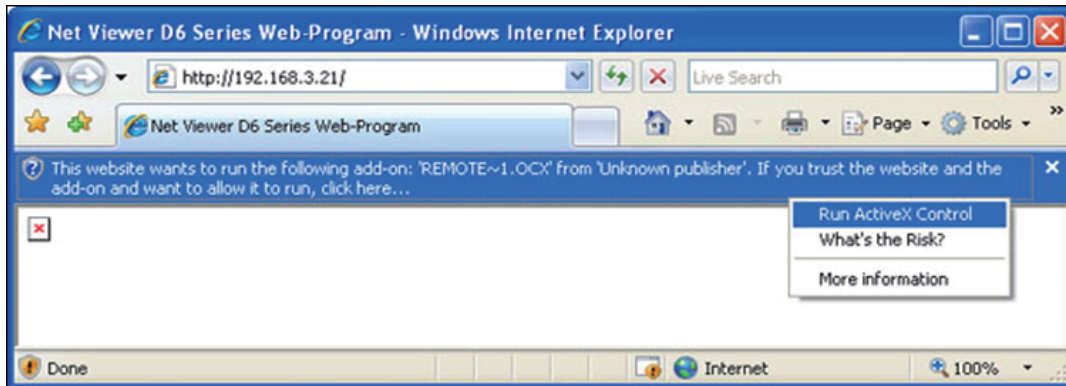 Net Viewer D6 Series Web-Program - Windows Internet Explorer
http://192.168.3.21/
Live Search
Net Viewer D6 Series Web-Program
Page
Tools
»
This website wants to run the following add-on: 'REMOTE~1.OCX' from 'Unknown publisher'. If you trust the website and the
add-on and want to allow it to run, click here...
Run ActiveX Control
What's the Risk?
More information
Done
Internet
100%